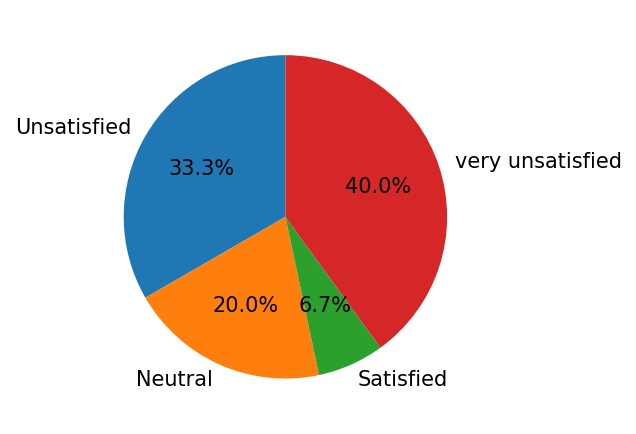 Unsatisfied
33.3%
very unsatisfied
40.0%
20.0%
6.7%
Neutral
Satisfied